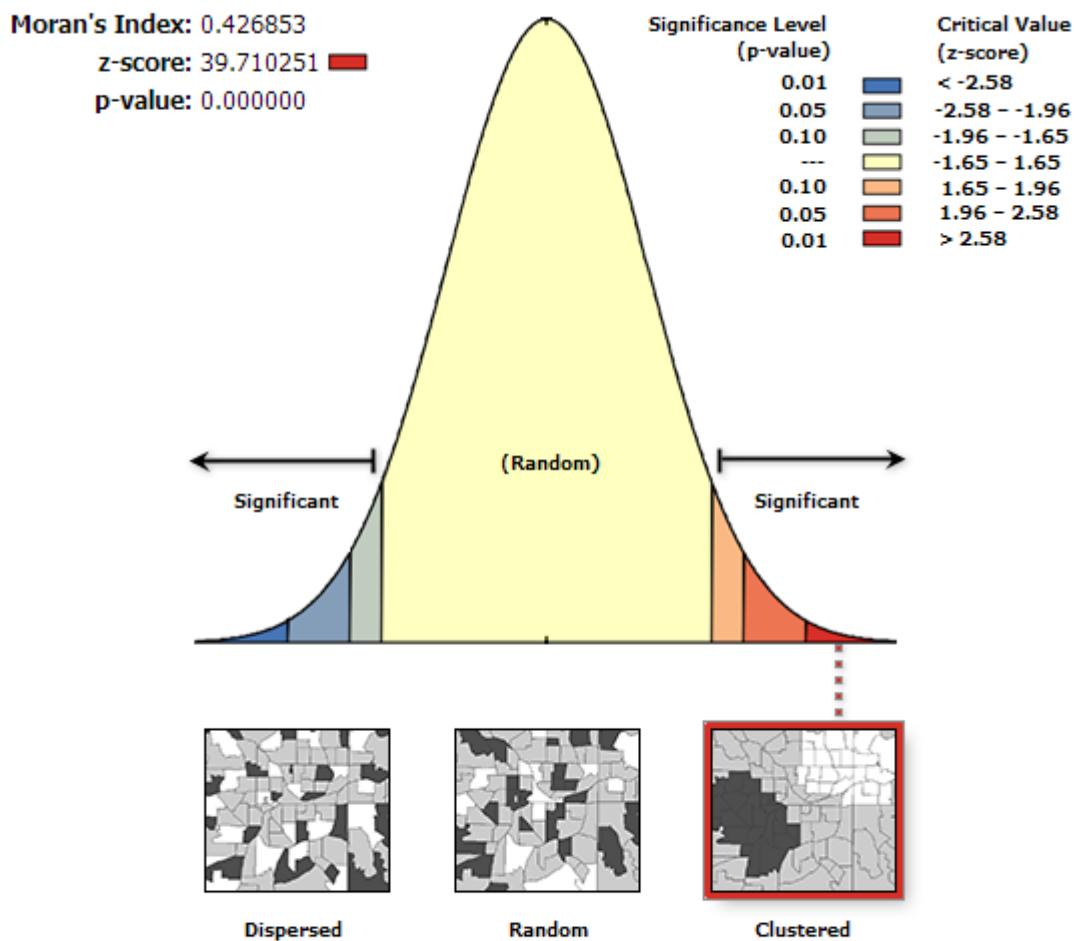 Moran's Index: 0.426853
z-score: 39.710251
p-value: 0.000000
Significance Level
(p-value)
Critical Value
(z-score)
0.01 < -2.58
0.05 -2.58 – -1.96
0.10 -1.96 – -1.65
--- -1.65 – 1.65
0.10 1.65 – 1.96
0.05 1.96 – 2.58
0.01 > 2.58
(Random)
Significant
Significant
Dispersed
Random
Clustered